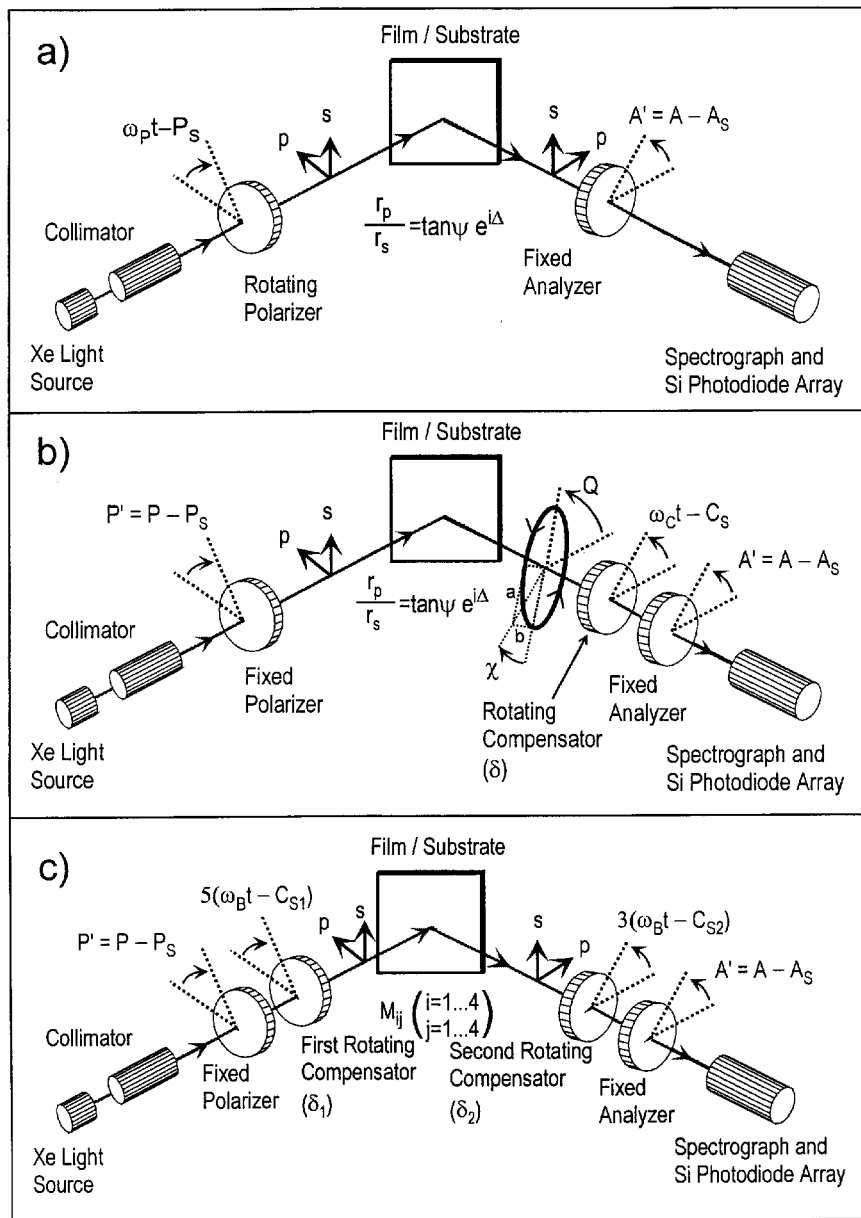 a)
Film / Substrate
ωPt–PS
p
s
s
p
A' = A – AS
rp
rs
=tanψ e^iΔ
Collimator
Rotating
Polarizer
Fixed
Analyzer
Xe Light
Source
Spectrograph and
Si Photodiode Array
b)
Film / Substrate
P' = P – PS
p
s
Q
ωCt – CS
A' = A – AS
rp
rs
=tanψ e^iΔ
a
b
χ
Collimator
Fixed
Polarizer
Rotating
Compensator
(δ)
Fixed
Analyzer
Xe Light
Source
Spectrograph and
Si Photodiode Array
c)
Film / Substrate
5(ωBt – CS1)
P' = P – PS
p
s
s
p
3(ωBt – CS2)
A' = A – AS
Mij (i=1...4
j=1...4)
Collimator
Fixed
Polarizer
First Rotating
Compensator
(δ1)
Second Rotating
Compensator
(δ2)
Fixed
Analyzer
Xe Light
Source
Spectrograph and
Si Photodiode Array